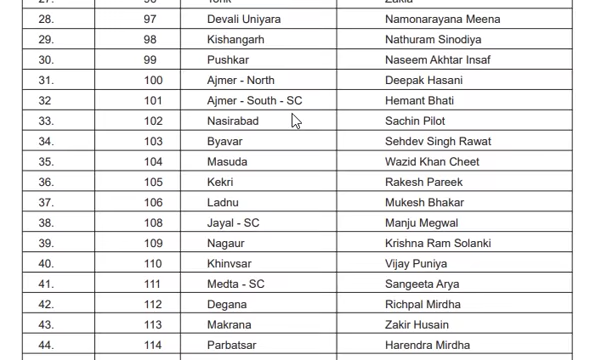 28. 97 Devali Uniyara Namonarayana Meena
29. 98 Kishangarh Nathuram Sinodiya
30. 99 Pushkar Naseem Akhtar Insaf
31. 100 Ajmer - North Deepak Hasani
32 101 Ajmer - South - SC Hemant Bhati
33. 102 Nasirabad Sachin Pilot
34. 103 Byavar Sehdev Singh Rawat
35. 104 Masuda Wazid Khan Cheet
36. 105 Kekri Rakesh Pareek
37. 106 Ladnu Mukesh Bhakar
38. 108 Jayal - SC Manju Megwal
39. 109 Nagaur Krishna Ram Solanki
40. 110 Khinvsar Vijay Puniya
41. 111 Medta - SC Sangeeta Arya
42. 112 Degana Richpal Mirdha
43. 113 Makrana Zakir Husain
44. 114 Parbatsar Harendra Mirdha